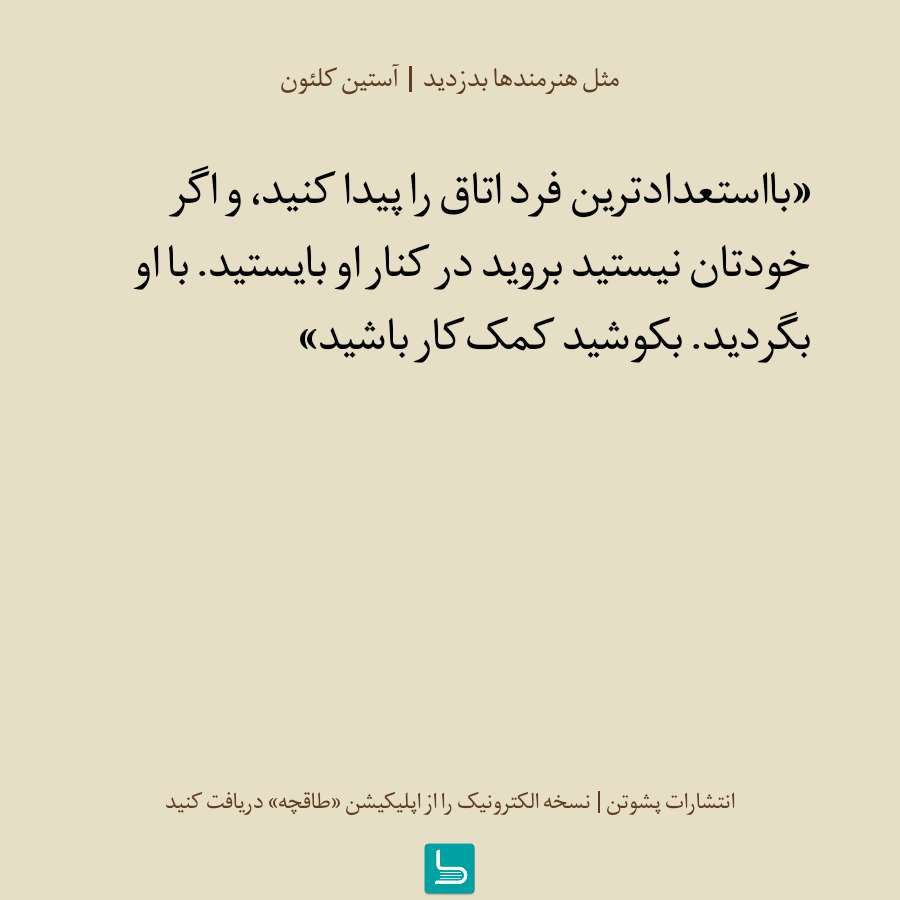 مثل هنرمندها بدزدید | آستین کلئون
«بااستعدادترین فرد اتاق را پیدا کنید، و اگر
خودتان نیستید بروید در کنار او بایستید. با او
بگردید. بکوشید کمک‌کار باشید»
انتشارات پشوتن | نسخه الکترونیک را از اپلیکیشن «طاقچه» دریافت کنید